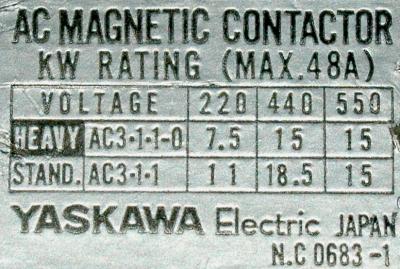 AC MAGNETIC CONTACTOR
KW RATING (MAX.48A)
VOLTAGE 220 440 550
HEAVY AC3-1-1-0 7.5 15 15
STAND. AC3-1-1 11 18.5 15
YASKAWA Electric JAPAN
N.C 0683-1